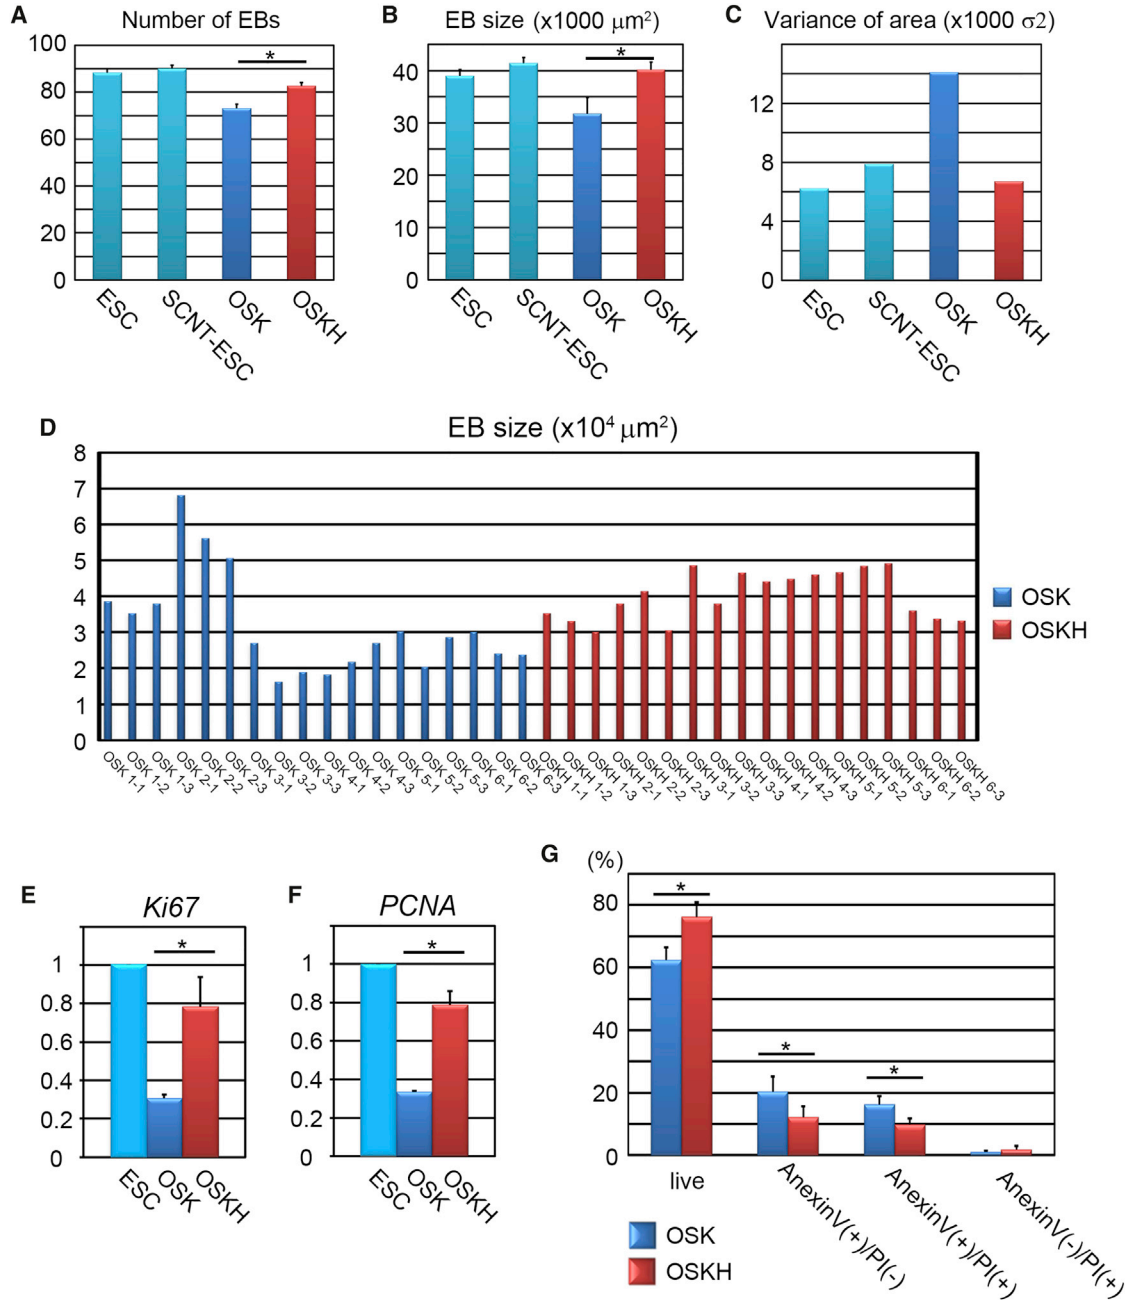 A
Number of EBs
100
80
60
40
20
0
*
ESC
SCNT-ESC
OSK
OSKH
B
EB size (x1000 μm²)
40
30
20
10
0
*
ESC
SCNT-ESC
OSK
OSKH
C
Variance of area (x1000 σ2)
12
8
4
0
ESC
SCNT-ESC
OSK
OSKH
D
EB size (x10⁴ μm²)
8
7
6
5
4
3
2
1
0
OSK 1-1
OSK 1-2
OSK 1-3
OSK 2-1
OSK 2-2
OSK 2-3
OSK 3-1
OSK 3-2
OSK 3-3
OSK 4-1
OSK 4-2
OSK 4-3
OSK 5-1
OSK 5-2
OSK 5-3
OSK 6-1
OSK 6-2
OSK 6-3
OSKH 1-1
OSKH 1-2
OSKH 1-3
OSKH 2-1
OSKH 2-2
OSKH 2-3
OSKH 3-1
OSKH 3-2
OSKH 3-3
OSKH 4-1
OSKH 4-2
OSKH 4-3
OSKH 5-1
OSKH 5-2
OSKH 5-3
OSKH 6-1
OSKH 6-2
OSKH 6-3
OSK
OSKH
E
Ki67
1
0.8
0.6
0.4
0.2
0
*
ESC
OSK
OSKH
F
PCNA
1
0.8
0.6
0.4
0.2
0
*
ESC
OSK
OSKH
G
(%)
80
60
40
20
0
*
*
*
live
AnexinV(+)/PI(-)
AnexinV(+)/PI(+)
AnexinV(-)/PI(+)
OSK
OSKH